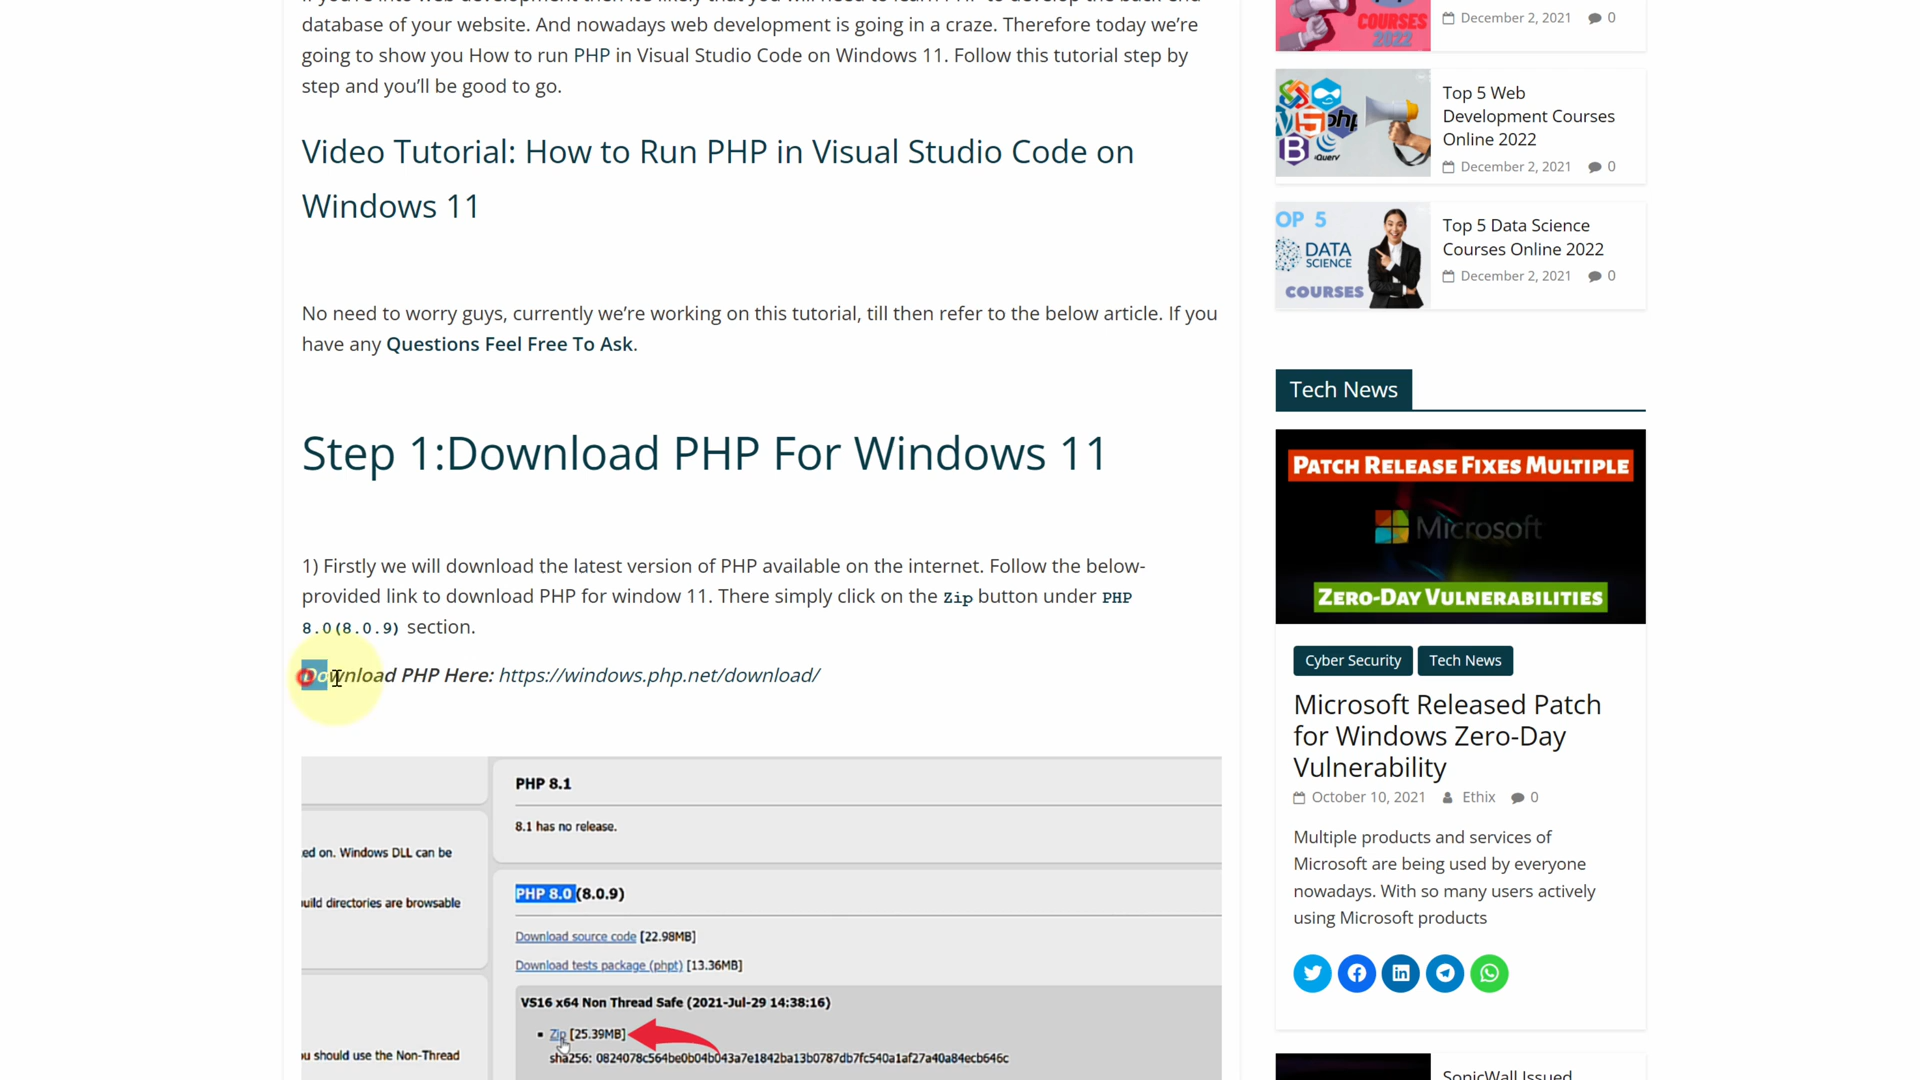 database of your website. And nowadays web development is going in a craze. Therefore today we're
going to show you How to run PHP in Visual Studio Code on Windows 11. Follow this tutorial step by
step and you'll be good to go.
Video Tutorial: How to Run PHP in Visual Studio Code on
Windows 11
No need to worry guys, currently we're working on this tutorial, till then refer to the below article. If you
have any Questions Feel Free To Ask.
Step 1:Download PHP For Windows 11
1) Firstly we will download the latest version of PHP available on the internet. Follow the below-
provided link to download PHP for window 11. There simply click on the Zip button under PHP
8.0(8.0.9) section.
Download PHP Here: https://windows.php.net/download/
PHP 8.1
8.1 has no release.
ed on. Windows DLL can be
uild directories are browsable
PHP 8.0 (8.0.9)
Download source code [22.98MB]
Download tests package (phpt) [13.36MB]
VS16 x64 Non Thread Safe (2021-Jul-29 14:38:16)
Zip [25.39MB]
u should use the Non-Thread
sha256: 0824078c564be0b04b043a7e1842ba13b0787db7fc540a1af27a40a84ecb646c
COURSES
2022
December 2, 2021 0
php
B
jQuery
Top 5 Web
Development Courses
Online 2022
December 2, 2021 0
OP 5
DATA
SCIENCE
COURSES
Top 5 Data Science
Courses Online 2022
December 2, 2021 0
Tech News
PATCH RELEASE FIXES MULTIPLE
Microsoft
ZERO-DAY VULNERABILITIES
Cyber Security Tech News
Microsoft Released Patch
for Windows Zero-Day
Vulnerability
October 10, 2021 Ethix 0
Multiple products and services of
Microsoft are being used by everyone
nowadays. With so many users actively
using Microsoft products
SonicWall Issued